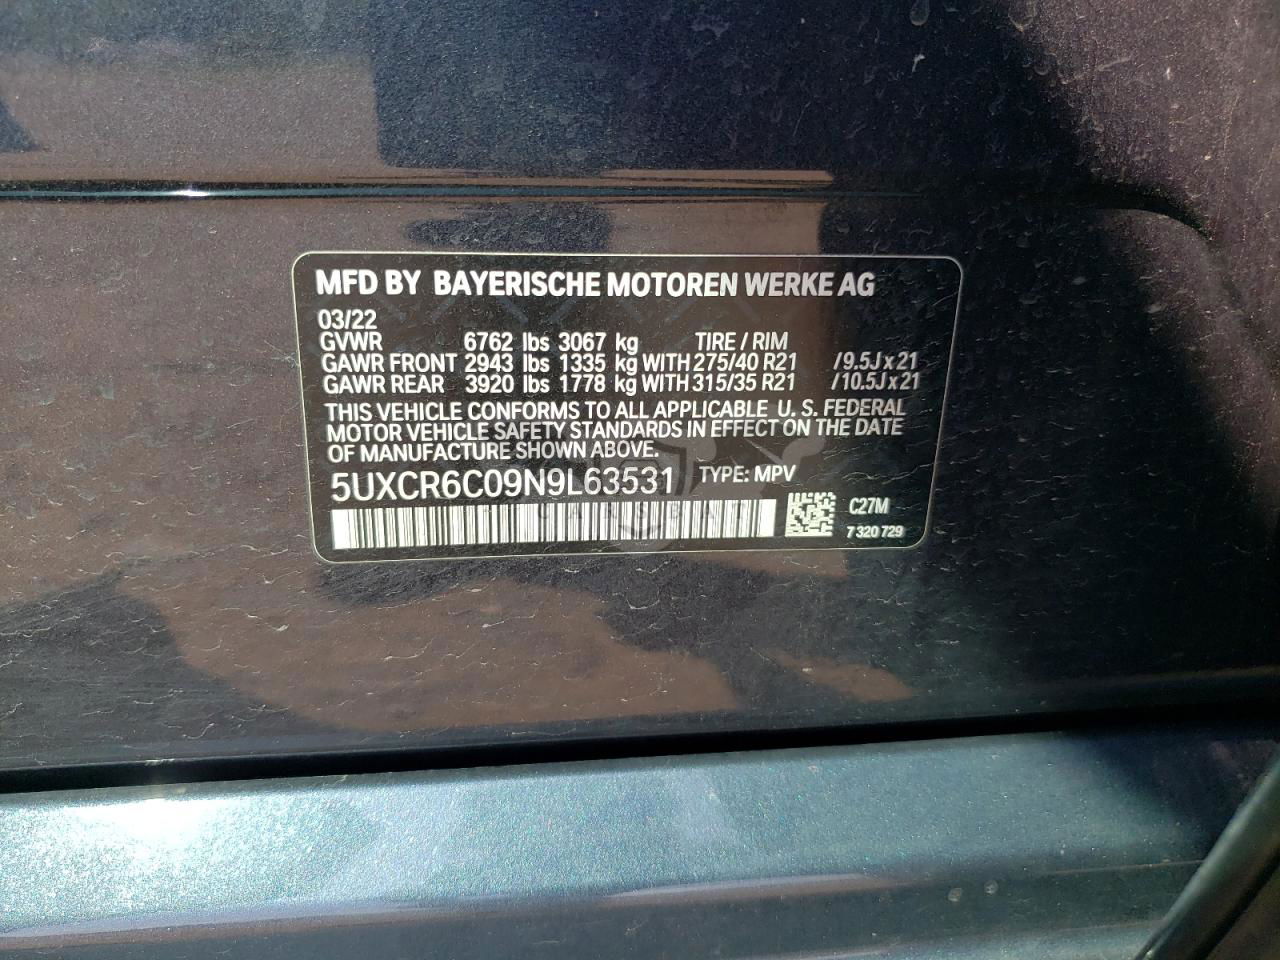 MFD BY BAYERISCHE MOTOREN WERKE AG
03/22
GVWR 6762 lbs 3067 kg TIRE / RIM
GAWR FRONT 2943 lbs 1335 kg WITH 275/40 R21 /9.5J x 21
GAWR REAR 3920 lbs 1778 kg WITH 315/35 R21 /10.5J x 21
THIS VEHICLE CONFORMS TO ALL APPLICABLE U. S. FEDERAL
MOTOR VEHICLE SAFETY STANDARDS IN EFFECT ON THE DATE
OF MANUFACTURE SHOWN ABOVE.
5UXCR6C09N9L63531 TYPE: MPV
C27M
7 320 729